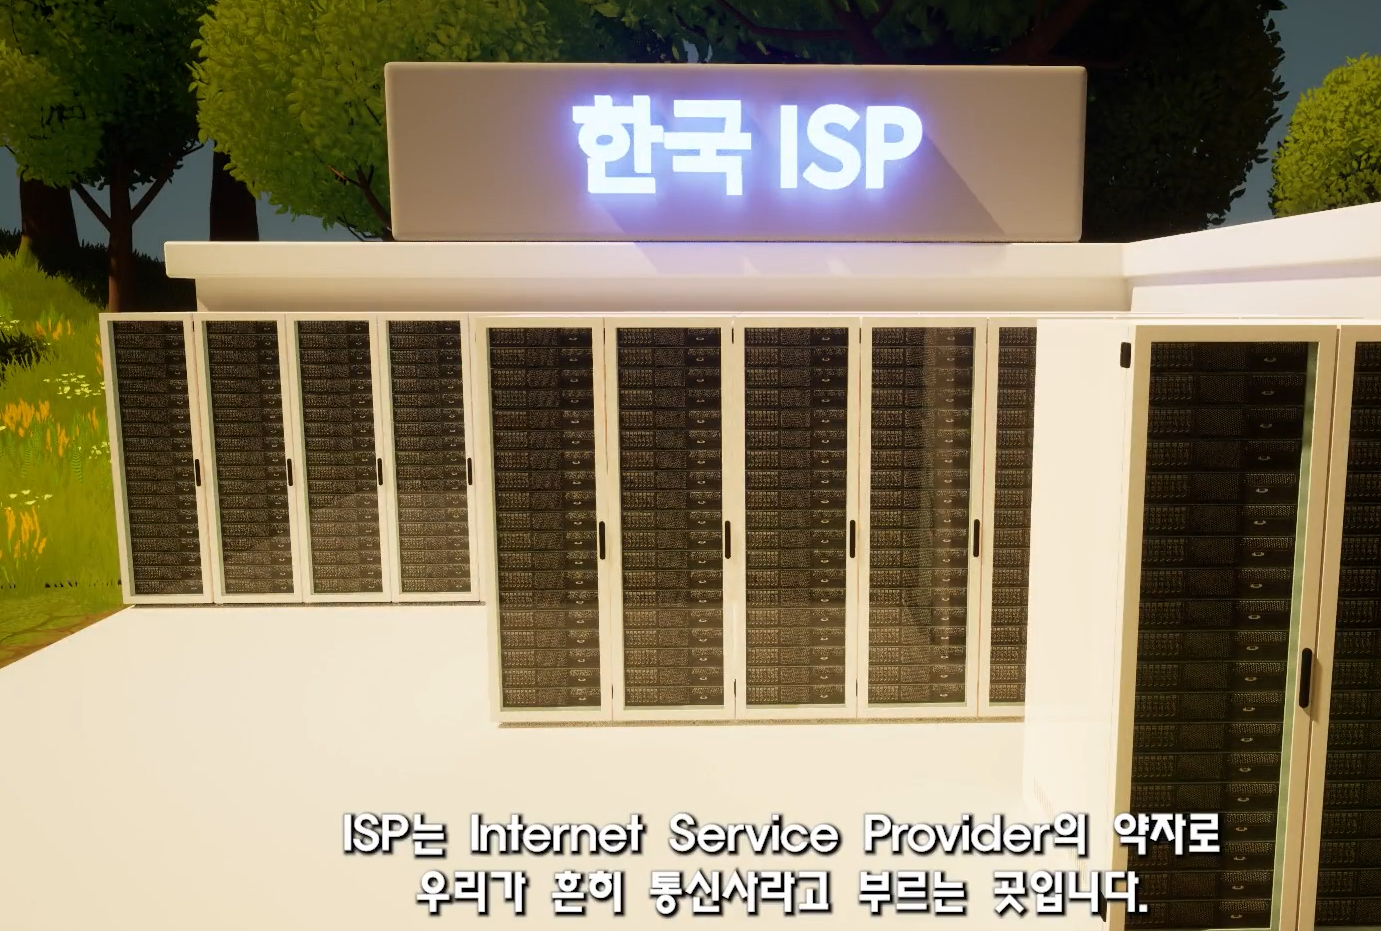 한국 ISP
ISP는 Internet Service Provider의 약자로
우리가 흔히 통신사라고 부르는 곳입니다.